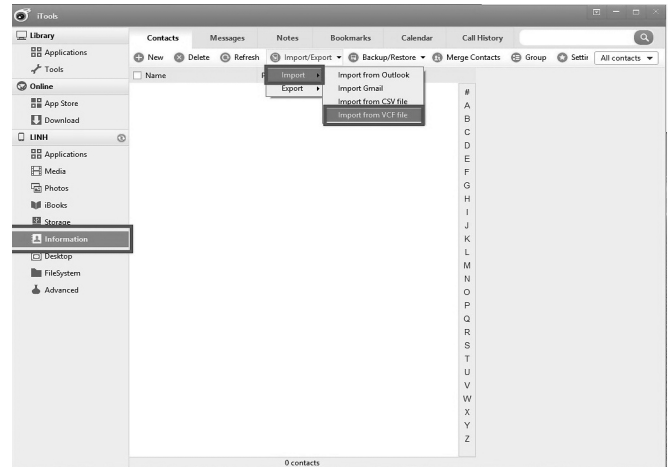 iTools
Library
Applications
Tools
Online
App Store
Download
LINH
Applications
Media
Photos
iBooks
Storage
Information
Desktop
FileSystem
Advanced
Contacts Messages Notes Bookmarks Calendar Call History
New Delete Refresh Import/Export Backup/Restore Merge Contacts Group Settin All contacts
Name
Import Import from Outlook
Export Import Gmail
Import from CSV file
Import from VCF file
#
A
B
C
D
E
F
G
H
I
J
K
L
M
N
O
P
Q
R
S
T
U
V
W
X
Y
Z
0 contacts